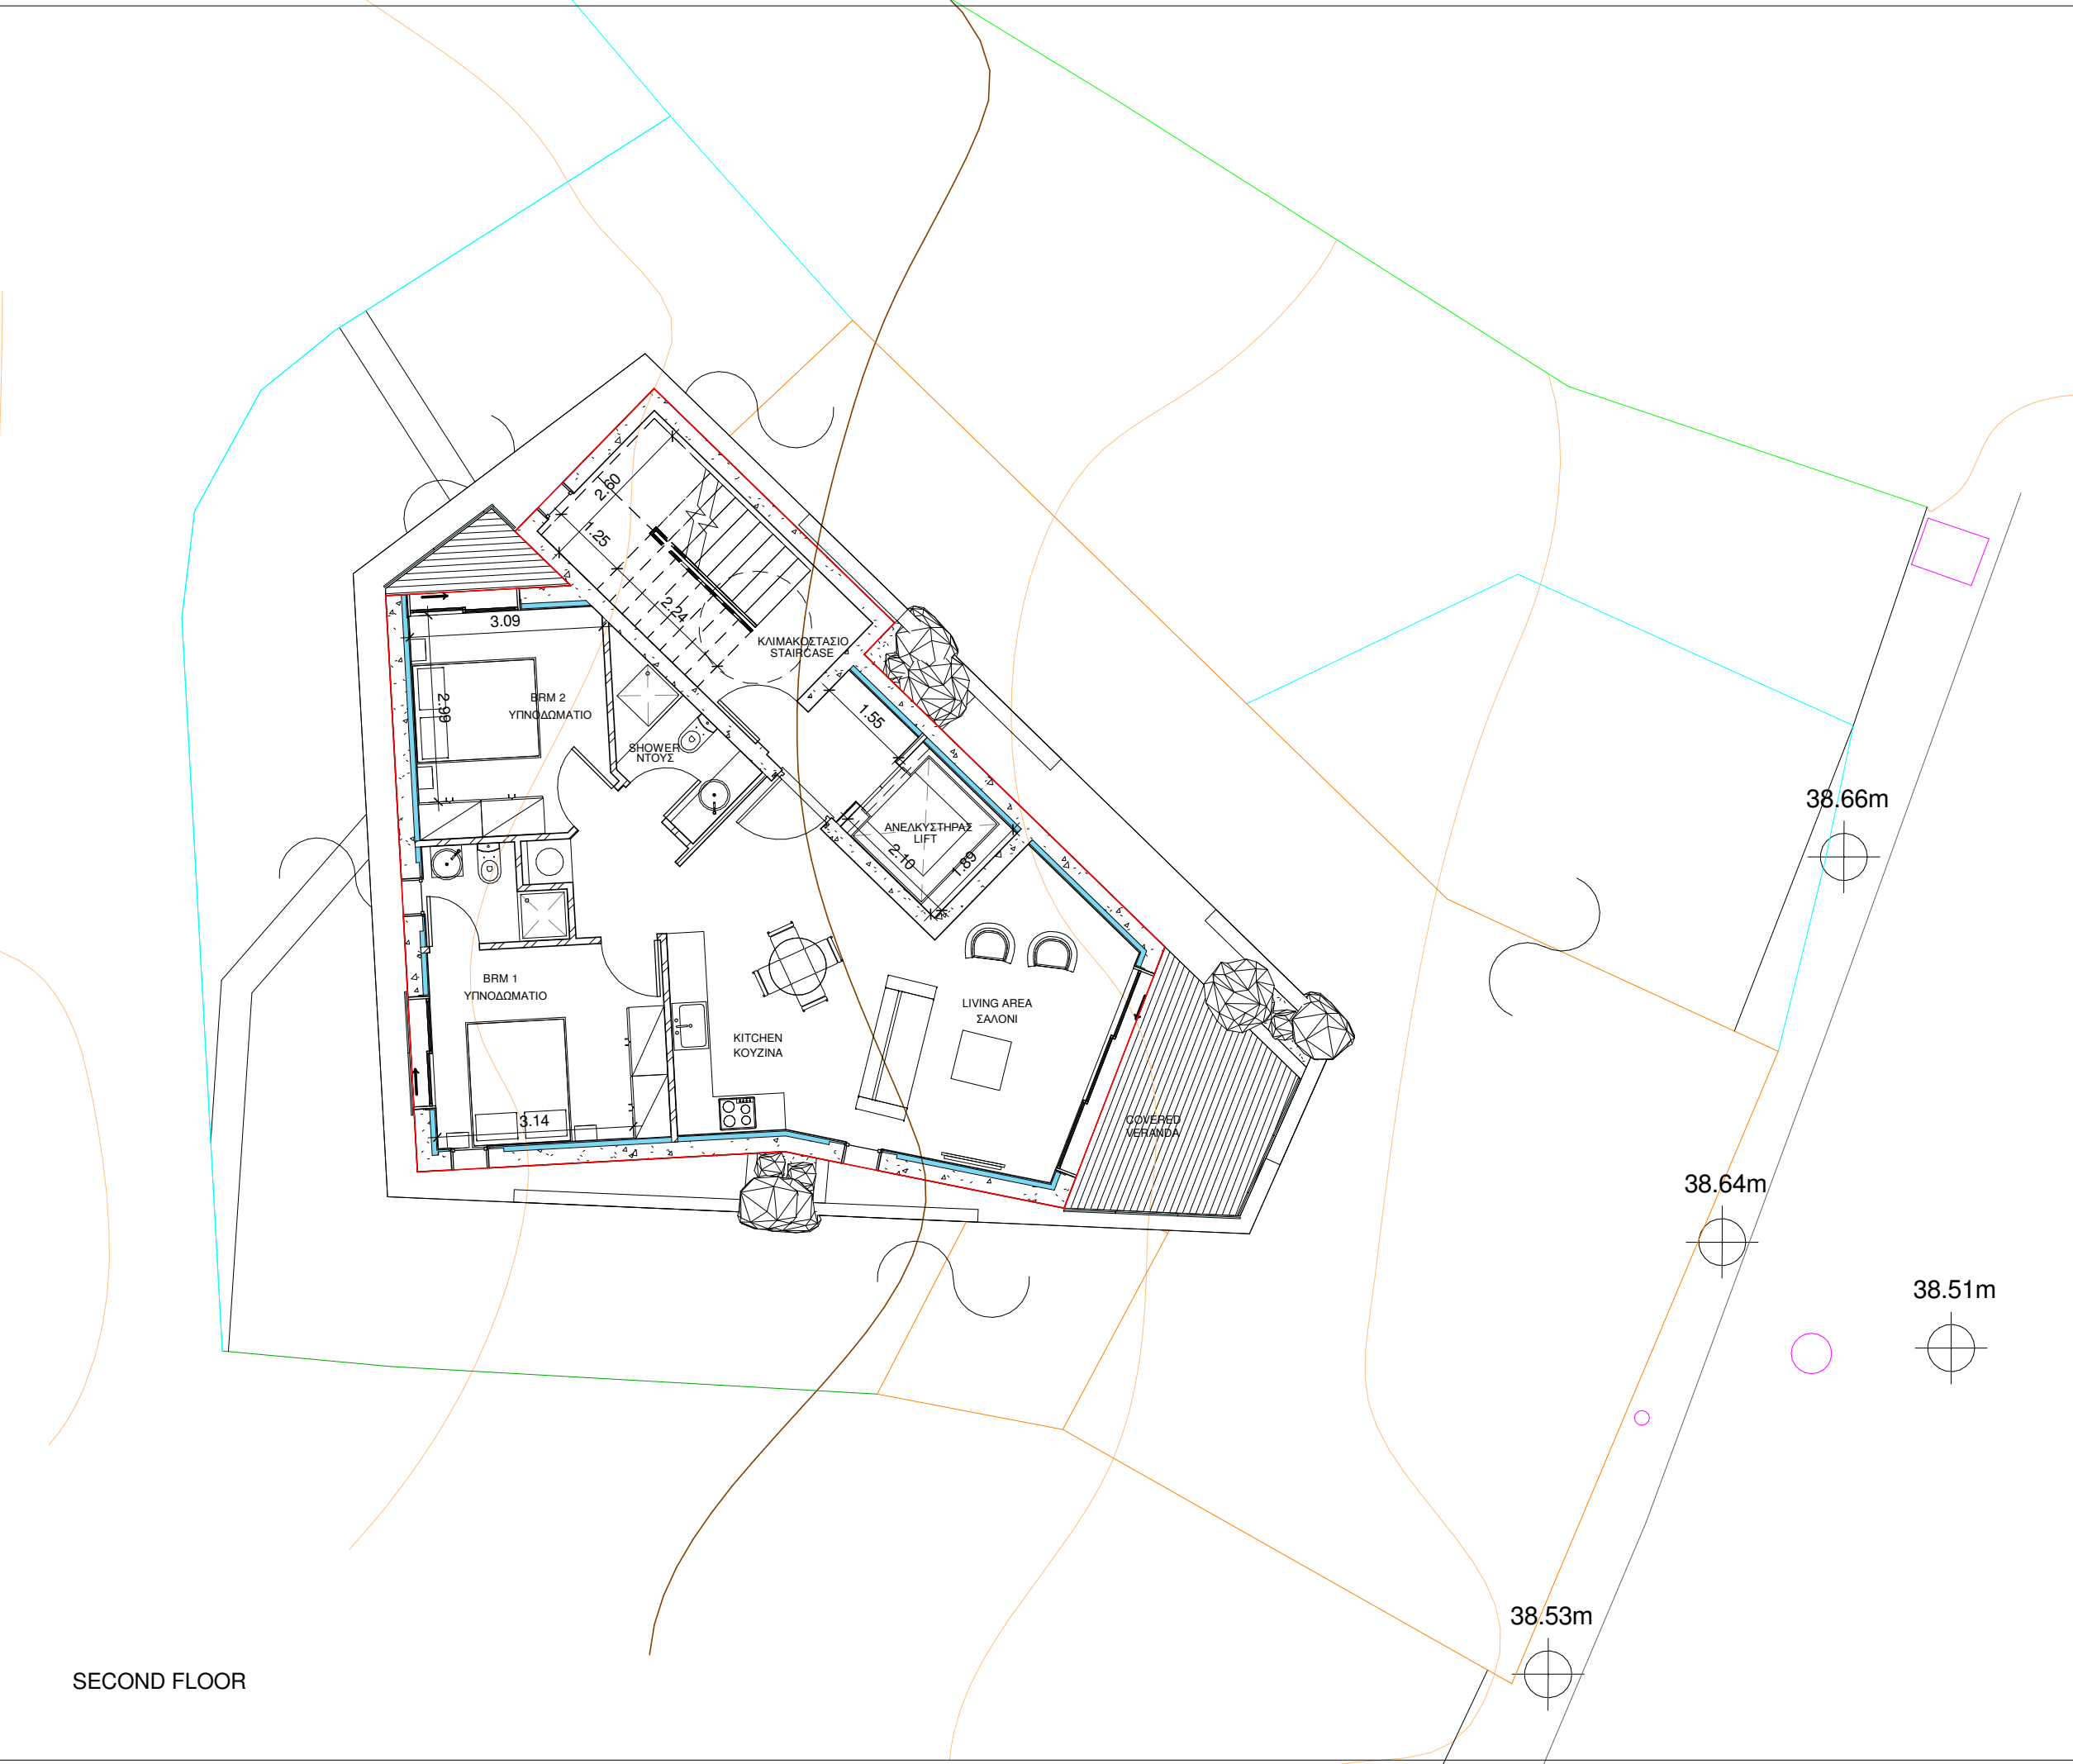 2.60
1.25
2.24
3.09
ΚΛΙΜΑΚΟΣΤΑΣΙΟ
STAIRCASE
BRM 2
ΥΠΝΟΔΩΜΑΤΙΟ
2.99
1.55
SHOWER
ΝΤΟΥΣ
38.66m
ΑΝΕΛΚΥΣΤΗΡΑΣ
LIFT
2.10
1.89
BRM 1
ΥΠΝΟΔΩΜΑΤΙΟ
LIVING AREA
ΣΑΛΟΝΙ
KITCHEN
ΚΟΥΖΙΝΑ
3.14
COVERED
VERANDA
38.64m
38.51m
38.53m
SECOND FLOOR